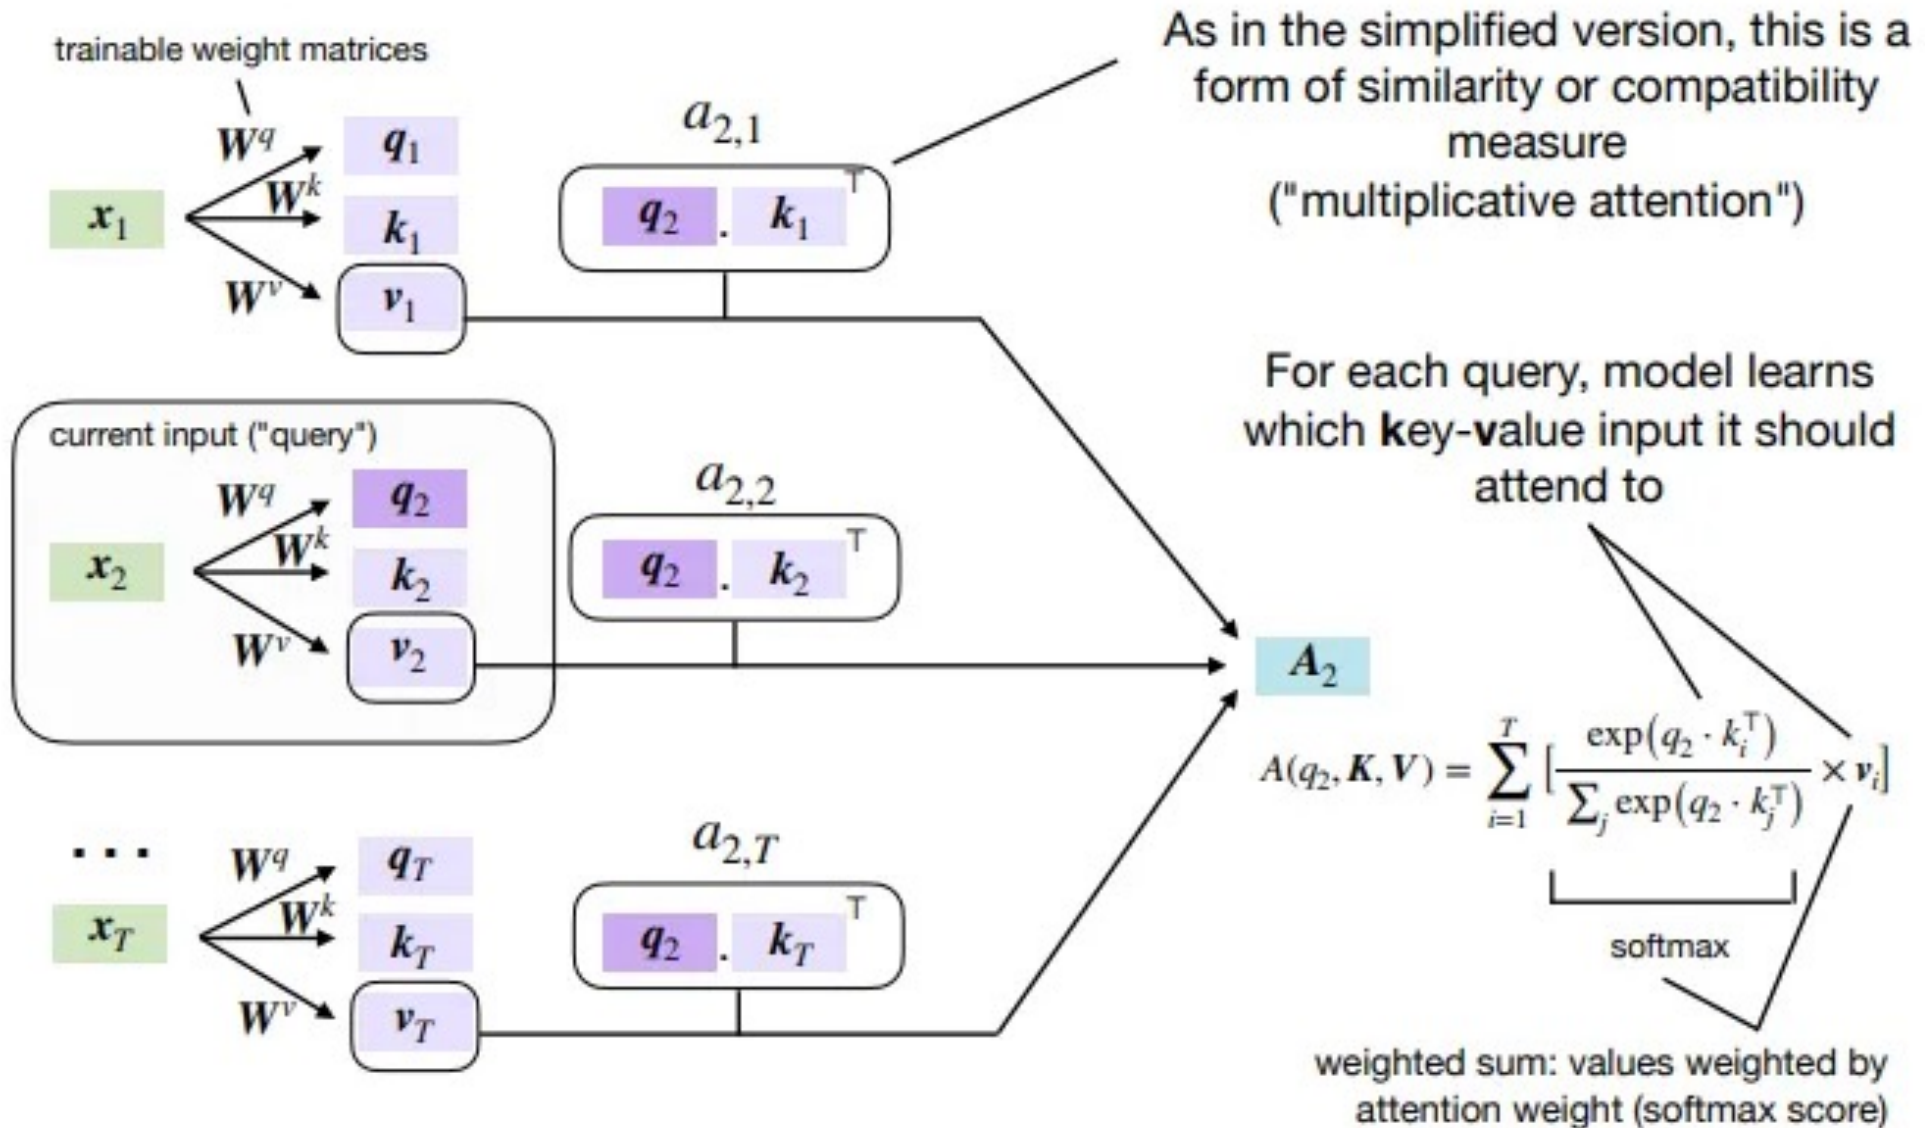 trainable weight matrices
As in the simplified version, this is a
form of similarity or compatibility
measure
("multiplicative attention")
W^q
q_1
a_{2,1}
x_1
W^k
k_1
q_2 . k_1^⊤
W^v
v_1
For each query, model learns
which key-value input it should
attend to
current input ("query")
W^q
q_2
a_{2,2}
x_2
W^k
k_2
q_2 . k_2^⊤
W^v
v_2
A_2
A(q_2, K, V) = \sum_{i=1}^{T} [ \frac{exp(q_2 · k_i^⊤)}{\sum_j exp(q_2 · k_j^⊤)} × v_i ]
...
W^q
q_T
a_{2,T}
x_T
W^k
k_T
q_2 . k_T^⊤
W^v
v_T
softmax
weighted sum: values weighted by
attention weight (softmax score)